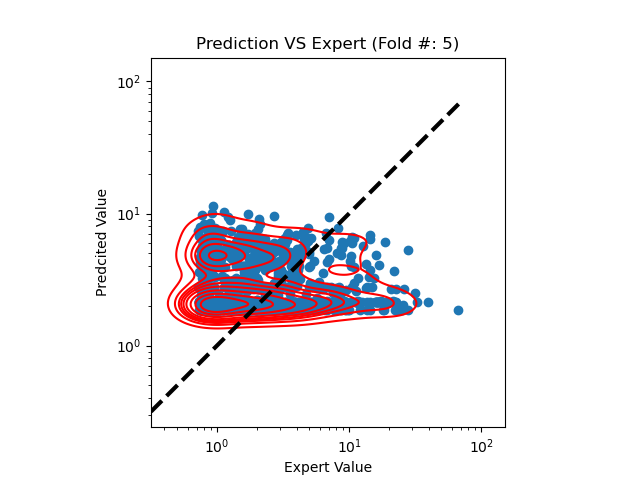 Prediction VS Expert (Fold #: 5)
10²
10¹
10⁰
Predcited Value
10⁰ 10¹ 10²
Expert Value